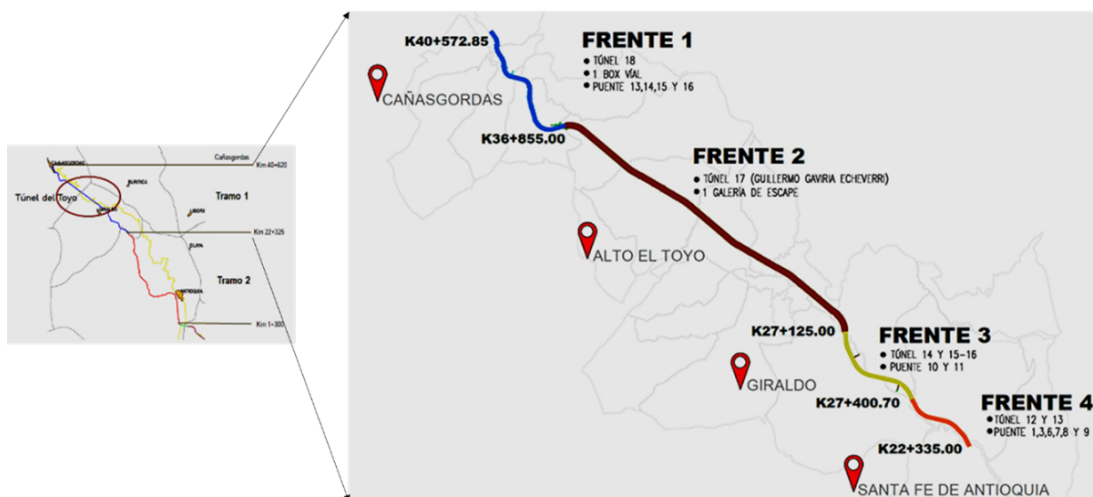 Cañasgordas
Km 40+620
CAÑASGORDAS
BURITICA
Túnel del Toyo
Tramo 1
Km 22+325
Tramo 2
ANTIOQUIA
Km 1+300
K40+572.85
FRENTE 1
● TÚNEL 18
● 1 BOX VÍAL
● PUENTE 13,14,15 Y 16
CAÑASGORDAS
K36+855.00
FRENTE 2
● TÚNEL 17 (GUILLERMO GAVIRIA ECHEVERRI)
● 1 GALERÍA DE ESCAPE
ALTO EL TOYO
K27+125.00
FRENTE 3
● TÚNEL 14 Y 15-16
● PUENTE 10 Y 11
GIRALDO
K27+400.70
FRENTE 4
● TÚNEL 12 Y 13
● PUENTE 1,3,6,7,8 Y 9
K22+335.00
SANTA FE DE ANTIOQUIA